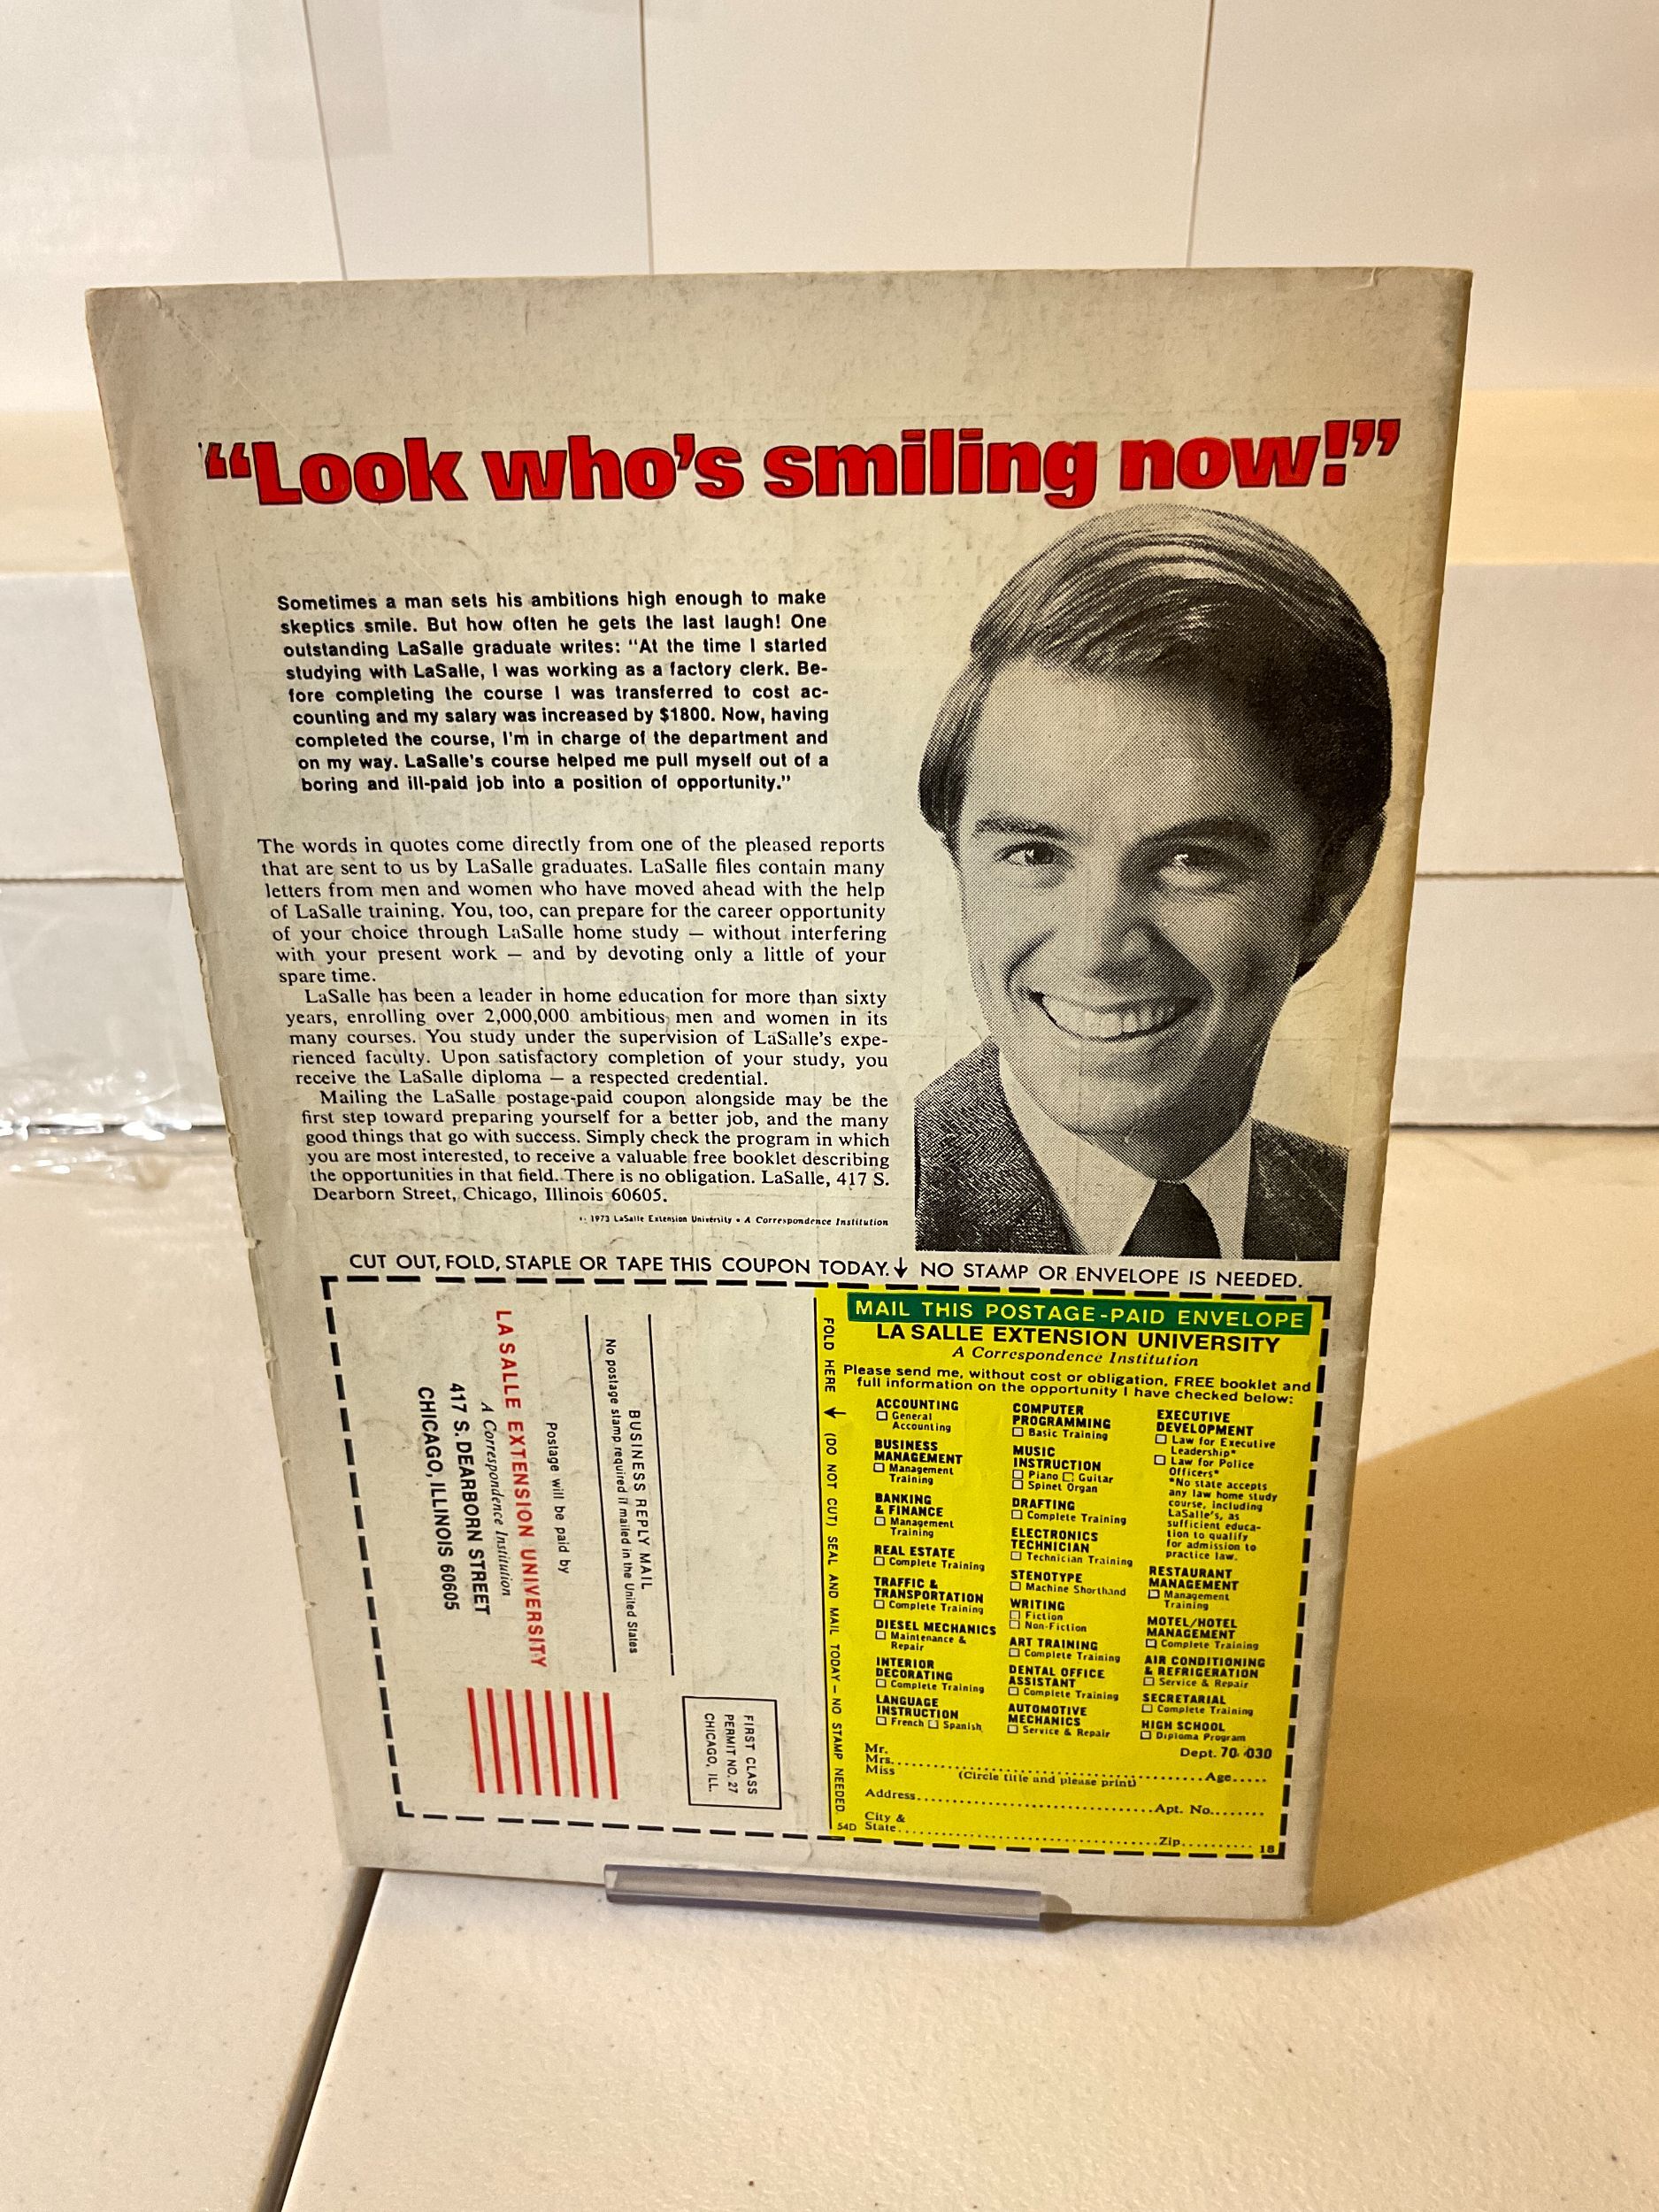 “Look who’s smiling now!”
Sometimes a man sets his ambitions high enough to make
skeptics smile. But how often he gets the last laugh! One
outstanding LaSalle graduate writes: “At the time I started
studying with LaSalle, I was working as a factory clerk. Be-
fore completing the course I was transferred to cost ac-
counting and my salary was increased by $1800. Now, having
completed the course, I’m in charge of the department and
on my way. LaSalle’s course helped me pull myself out of a
boring and ill-paid job into a position of opportunity.”
The words in quotes come directly from one of the pleased reports
that are sent to us by LaSalle graduates. LaSalle files contain many
letters from men and women who have moved ahead with the help
of LaSalle training. You, too, can prepare for the career opportunity
of your choice through LaSalle home study — without interfering
with your present work — and by devoting only a little of your
spare time.
LaSalle has been a leader in home education for more than sixty
years, enrolling over 2,000,000 ambitious men and women in its
many courses. You study under the supervision of LaSalle’s expe-
rienced faculty. Upon satisfactory completion of your study, you
receive the LaSalle diploma — a respected credential.
Mailing the LaSalle postage-paid coupon alongside may be the
first step toward preparing yourself for a better job, and the many
good things that go with success. Simply check the program in which
you are most interested, to receive a valuable free booklet describing
the opportunities in that field. There is no obligation. LaSalle, 417 S.
Dearborn Street, Chicago, Illinois 60605.
1973 LaSalle Extension University • A Correspondence Institution
CUT OUT, FOLD, STAPLE OR TAPE THIS COUPON TODAY. NO STAMP OR ENVELOPE IS NEEDED.
FIRST CLASS
PERMIT NO. 27
CHICAGO, ILL.
BUSINESS REPLY MAIL
No postage stamp required if mailed in the United States
Postage will be paid by
LA SALLE EXTENSION UNIVERSITY
A Correspondence Institution
417 S. DEARBORN STREET
CHICAGO, ILLINOIS 60605
FOLD HERE (DO NOT CUT) SEAL AND MAIL TODAY — NO STAMP NEEDED.
MAIL THIS POSTAGE-PAID ENVELOPE
LA SALLE EXTENSION UNIVERSITY
A Correspondence Institution
Please send me, without cost or obligation, FREE booklet and
full information on the opportunity I have checked below:
ACCOUNTING
☐ General
Accounting
BUSINESS
MANAGEMENT
☐ Management
Training
BANKING
& FINANCE
☐ Management
Training
REAL ESTATE
☐ Complete Training
TRAFFIC &
TRANSPORTATION
☐ Complete Training
DIESEL MECHANICS
☐ Maintenance &
Repair
INTERIOR
DECORATING
☐ Complete Training
LANGUAGE
INSTRUCTION
☐ French ☐ Spanish
COMPUTER
PROGRAMMING
☐ Basic Training
MUSIC
INSTRUCTION
☐ Piano ☐ Guitar
☐ Spinet Organ
DRAFTING
☐ Complete Training
ELECTRONICS
TECHNICIAN
☐ Technician Training
STENOTYPE
☐ Machine Shorthand
WRITING
☐ Fiction
☐ Non-Fiction
ART TRAINING
☐ Complete Training
DENTAL OFFICE
ASSISTANT
☐ Complete Training
AUTOMOTIVE
MECHANICS
☐ Service & Repair
EXECUTIVE
DEVELOPMENT
☐ Law for Executive
Leadership*
☐ Law for Police
Officers*
*No state accepts
any law home study
course, including
LaSalle’s, as
sufficient educa-
tion to qualify
for admission to
practice law.
RESTAURANT
MANAGEMENT
☐ Management
Training
MOTEL/HOTEL
MANAGEMENT
☐ Complete Training
AIR CONDITIONING
& REFRIGERATION
☐ Service & Repair
SECRETARIAL
☐ Complete Training
HIGH SCHOOL
☐ Diploma Program
Dept. 70-030
Mr.
Mrs. Age
Miss (Circle title and please print)
Address Apt. No.
City &
State Zip
54D
18